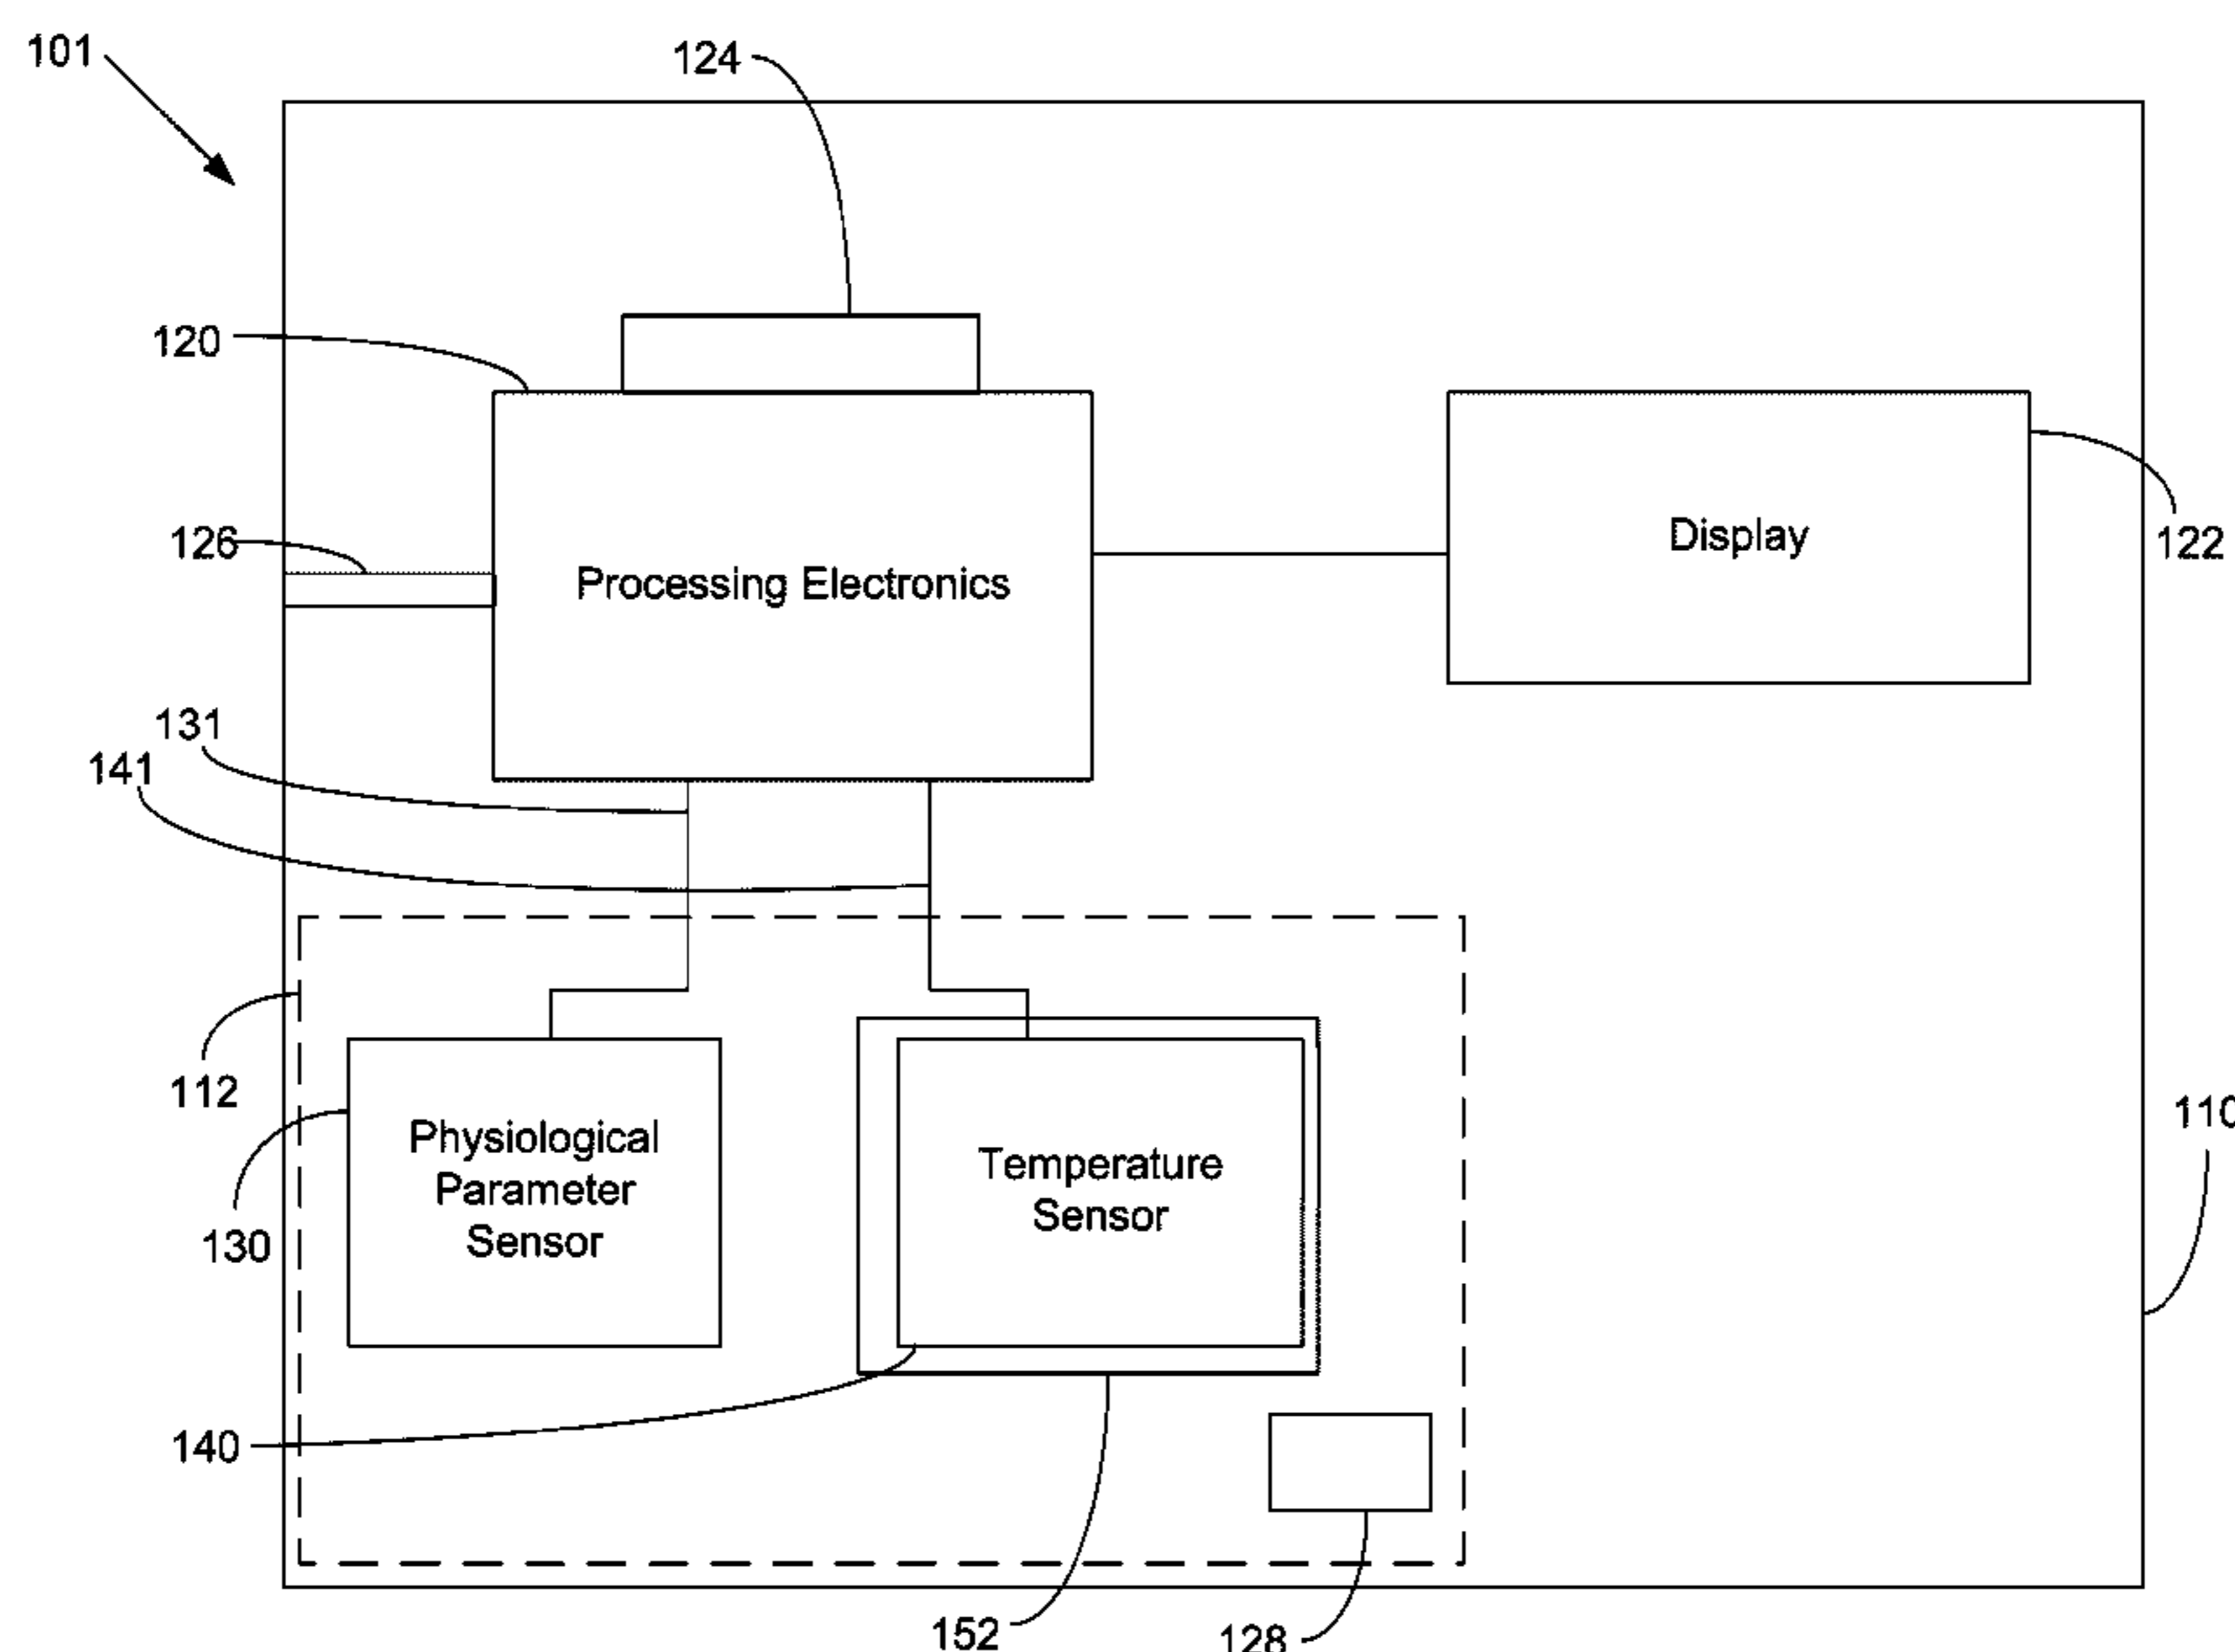 101
124
120
126
Processing Electronics
Display
122
131
141
112
130
Physiological
Parameter
Sensor
Temperature
Sensor
110
140
152
128